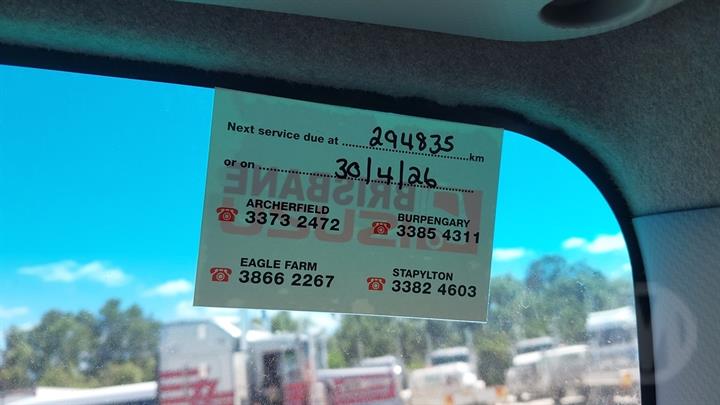 Next service due at 294835 km
or on 30/4/26
BRISBANE
ISUZU
ARCHERFIELD
3373 2472
BURPENGARY
3385 4311
EAGLE FARM
3866 2267
STAPYLTON
3382 4603